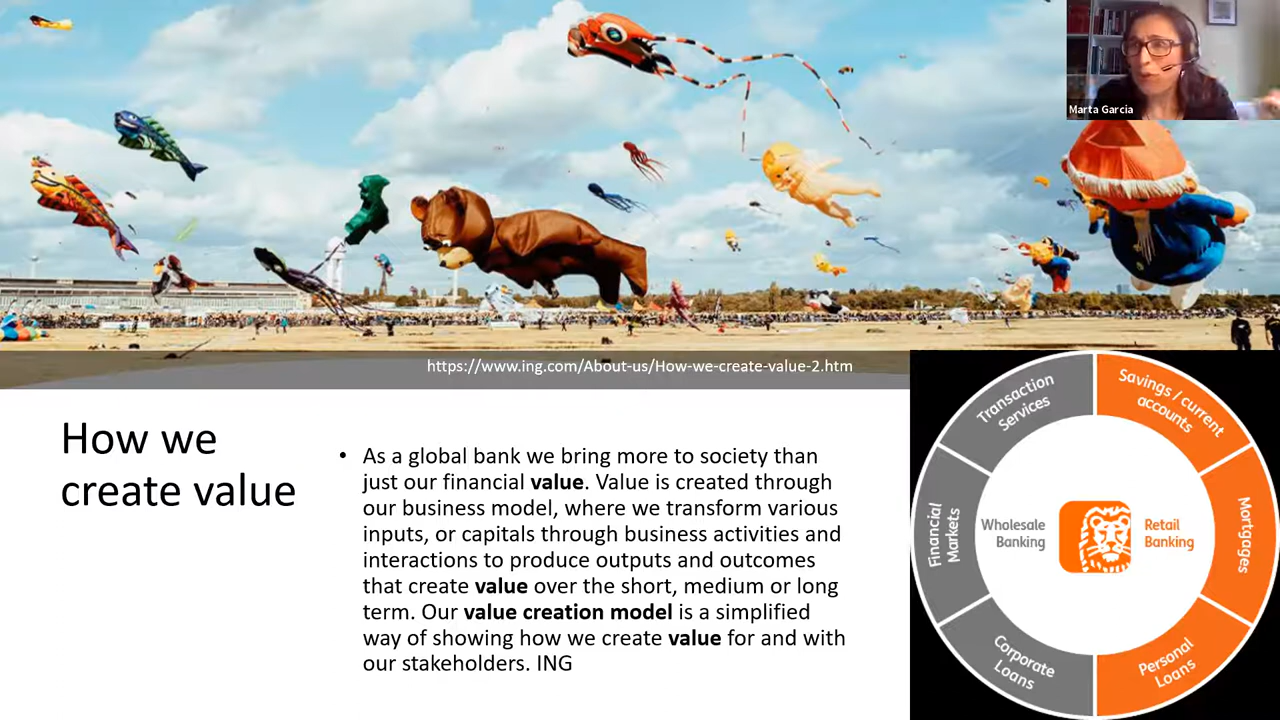 Marta Garcia
https://www.ing.com/About-us/How-we-create-value-2.htm
How we
create value
• As a global bank we bring more to society than
just our financial value. Value is created through
our business model, where we transform various
inputs, or capitals through business activities and
interactions to produce outputs and outcomes
that create value over the short, medium or long
term. Our value creation model is a simplified
way of showing how we create value for and with
our stakeholders. ING
Transaction
Services
Savings / current
accounts
Financial
Markets
Wholesale
Banking
Retail
Banking
Mortgages
Corporate
Loans
Personal
Loans